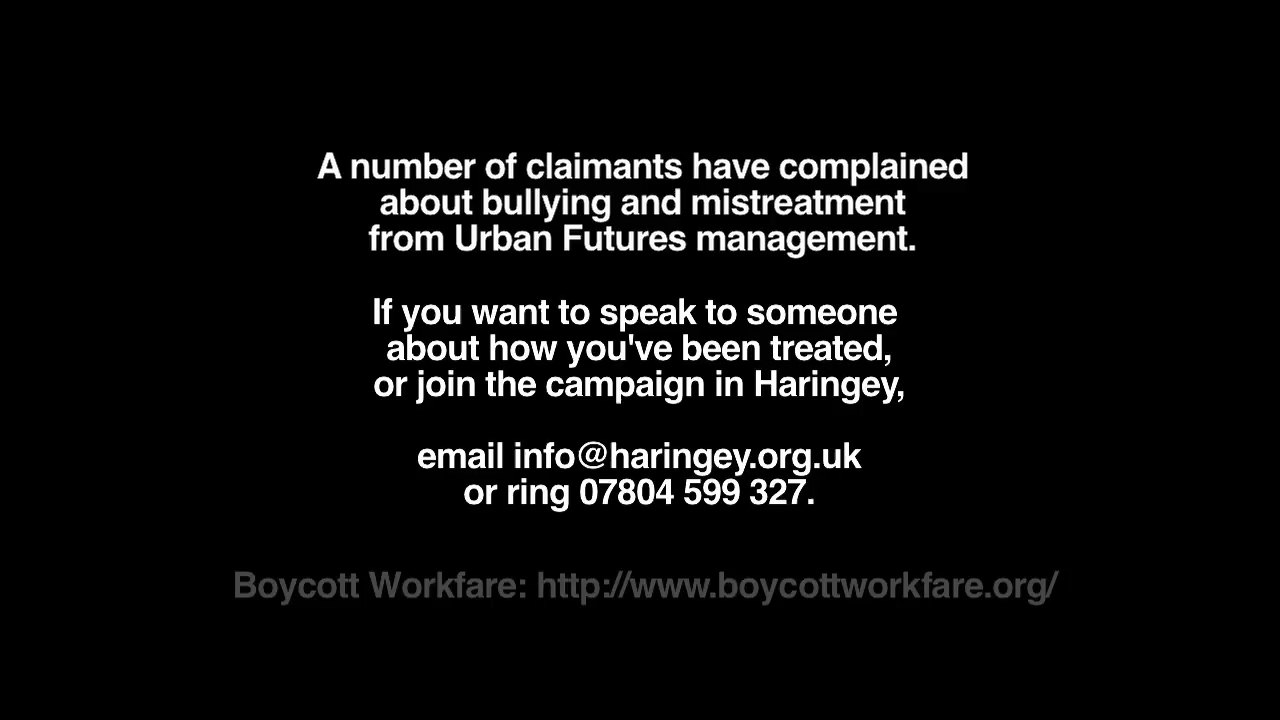 A number of claimants have complained
about bullying and mistreatment
from Urban Futures management.
If you want to speak to someone
about how you've been treated,
or join the campaign in Haringey,
email info@haringey.org.uk
or ring 07804 599 327.
Boycott Workfare: http://www.boycottworkfare.org/